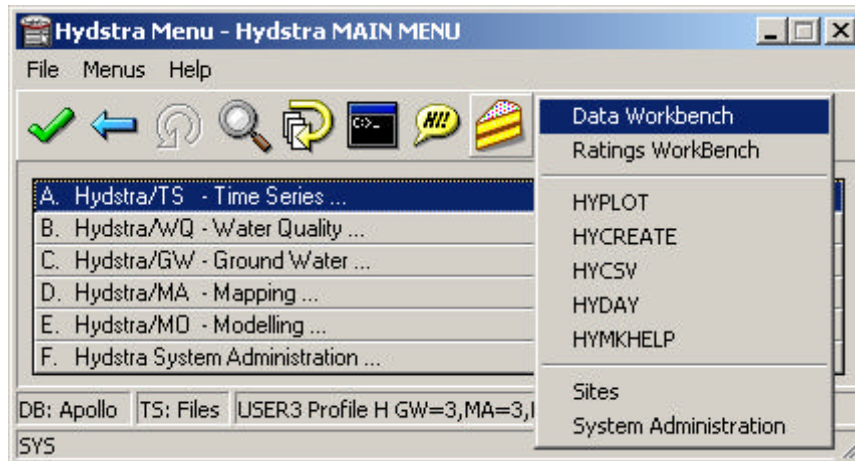 Hydstra Menu - Hydstra MAIN MENU
File Menus Help
C>_
HI!
Data Workbench
Ratings WorkBench
HYPLOT
HYCREATE
HYCSV
HYDAY
HYMKHELP
Sites
System Administration
A. Hydstra/TS - Time Series ...
B. Hydstra/WQ - Water Quality ...
C. Hydstra/GW - Ground Water ...
D. Hydstra/MA - Mapping ...
E. Hydstra/MO - Modelling ...
F. Hydstra System Administration ...
DB: Apollo TS: Files USER3 Profile H GW=3,MA=3,
SYS